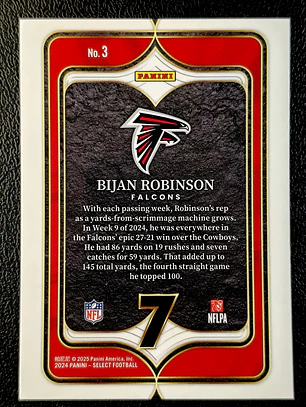 No. 3
PANINI
BIJAN ROBINSON
FALCONS
With each passing week, Robinson's rep
as a yards-from-scrimmage machine grows.
In Week 9 of 2024, he was everywhere in
the Falcons' epic 27-21 win over the Cowboys.
He had 86 yards on 19 rushes and seven
catches for 59 yards. That added up to
145 total yards, the fourth straight game
he topped 100.
7
NFL
NFLPA
© 2025 Panini America, Inc.
2024 PANINI – SELECT FOOTBALL